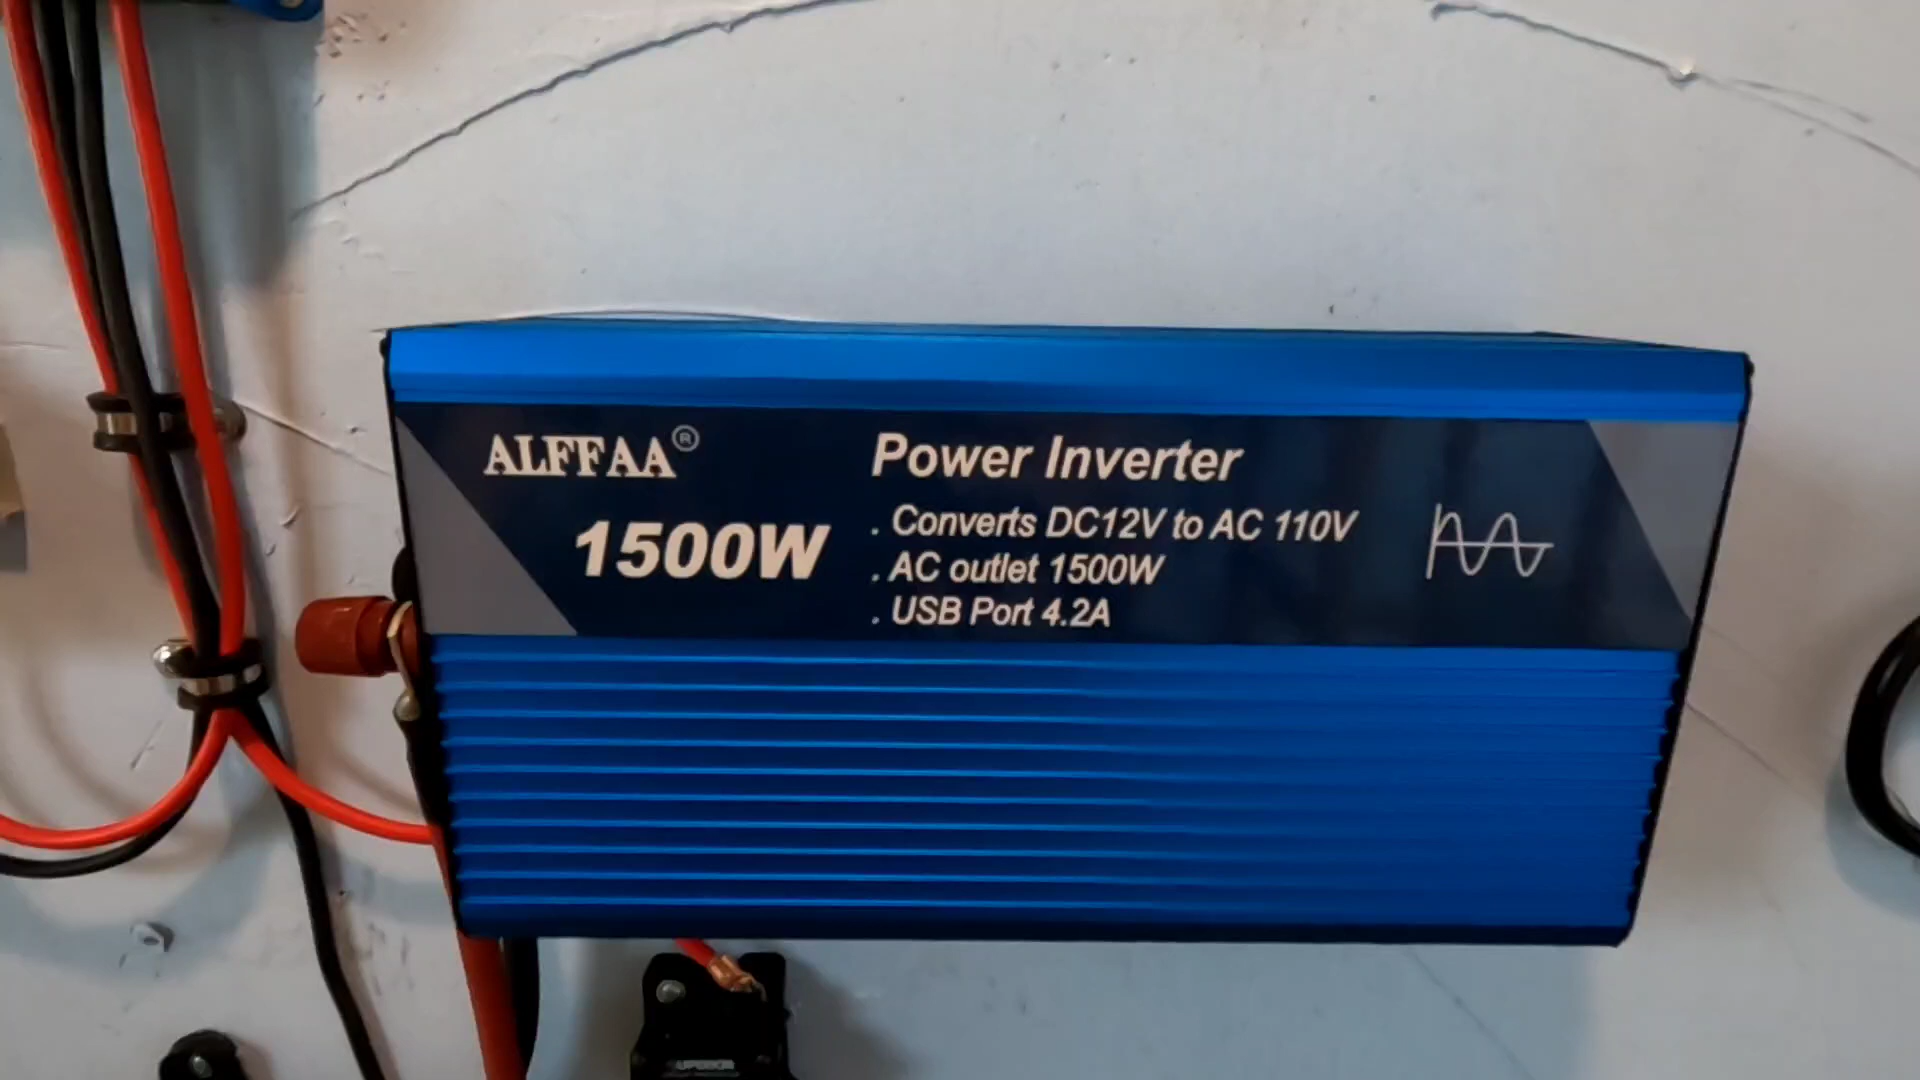 ALFFAA®
1500W
Power Inverter
. Converts DC12V to AC 110V
. AC outlet 1500W
. USB Port 4.2A